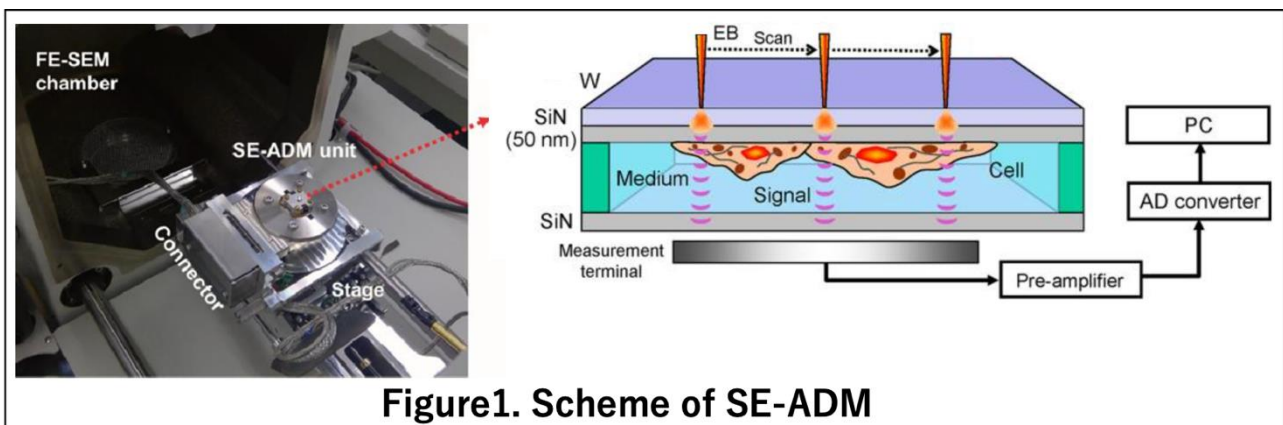 FE-SEM
chamber
SE-ADM unit
Connector
Stage
EB Scan
W
SiN
(50 nm)
Medium
Signal
Cell
SiN
Measurement
terminal
PC
AD converter
Pre-amplifier
Figure1. Scheme of SE-ADM